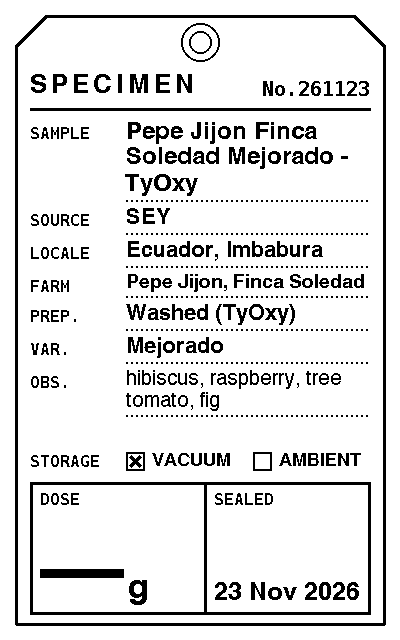 SPECIMEN No.261123
SAMPLE Pepe Jijon Finca
Soledad Mejorado -
TyOxy
SOURCE SEY
LOCALE Ecuador, Imbabura
FARM Pepe Jijon, Finca Soledad
PREP. Washed (TyOxy)
VAR. Mejorado
OBS. hibiscus, raspberry, tree
tomato, fig
STORAGE VACUUM AMBIENT
DOSE SEALED
g 23 Nov 2026